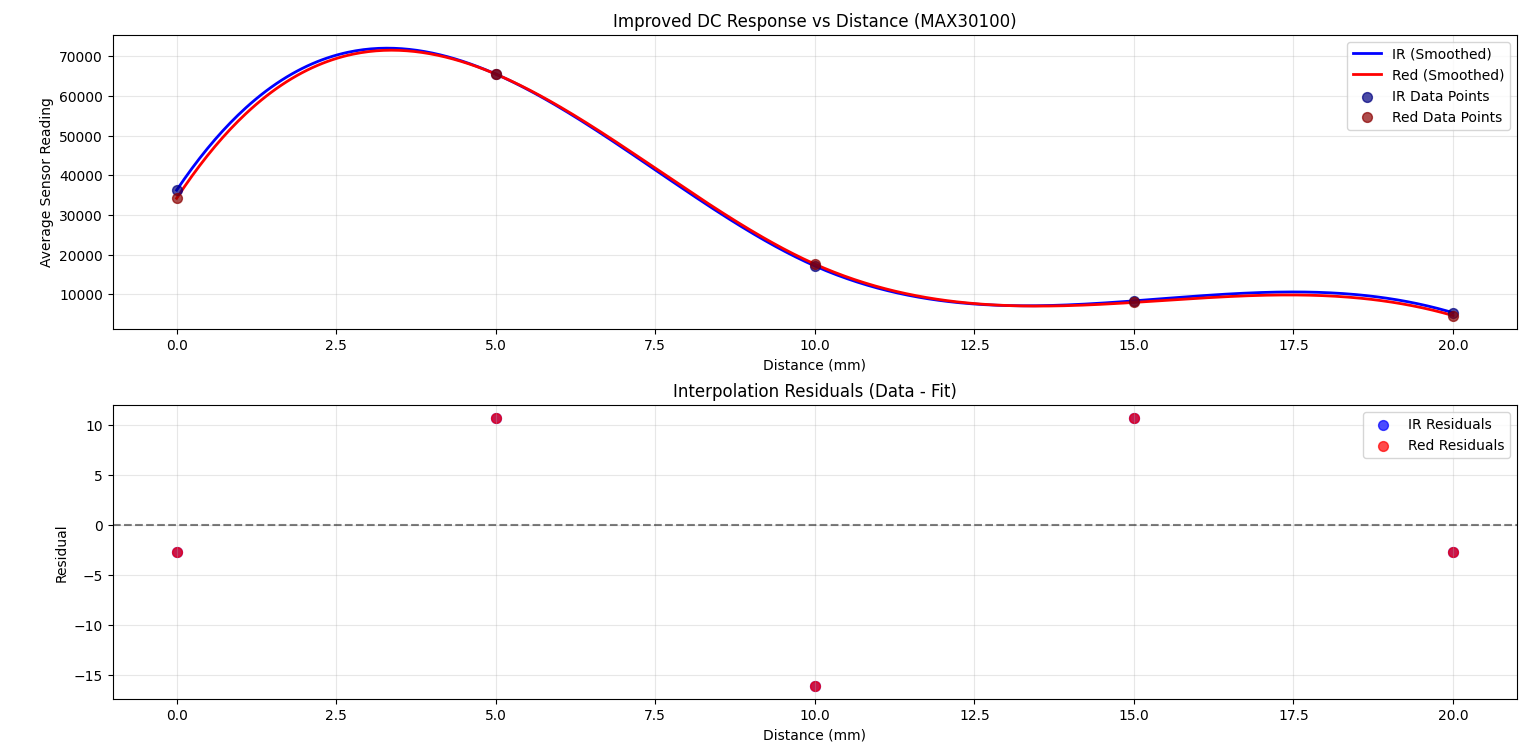 Improved DC Response vs Distance (MAX30100)
Average Sensor Reading
70000
60000
50000
40000
30000
20000
10000
IR (Smoothed)
Red (Smoothed)
IR Data Points
Red Data Points
0.0 2.5 5.0 7.5 10.0 12.5 15.0 17.5 20.0
Distance (mm)
Interpolation Residuals (Data - Fit)
Residual
10
5
0
−5
−10
−15
IR Residuals
Red Residuals
0.0 2.5 5.0 7.5 10.0 12.5 15.0 17.5 20.0
Distance (mm)